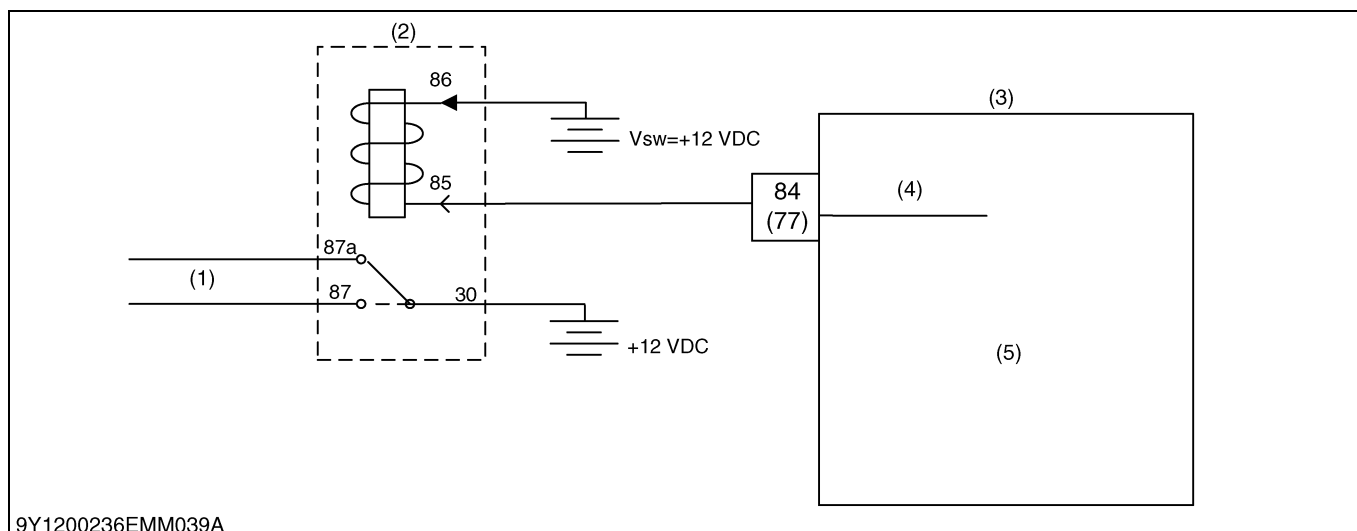 (2)
86
(3)
Vsw=+12 VDC
85
84
(77)
(4)
87a
(1)
87
30
+12 VDC
(5)
9Y1200236EMM039A